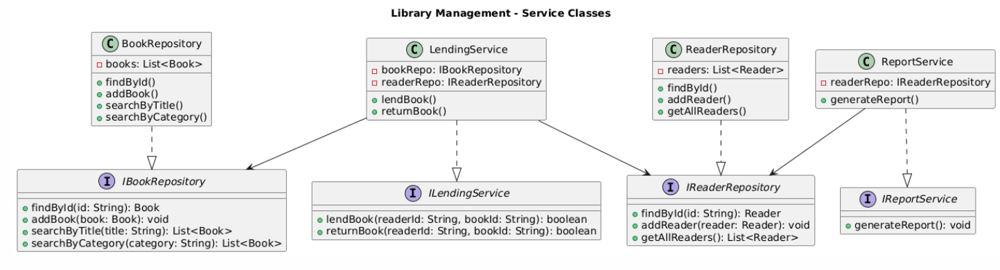 Library Management - Service Classes
C BookRepository
books: List<Book>
findById()
addBook()
searchByTitle()
searchByCategory()
C LendingService
bookRepo: IBookRepository
readerRepo: IReaderRepository
lendBook()
returnBook()
C ReaderRepository
readers: List<Reader>
findById()
addReader()
getAllReaders()
C ReportService
readerRepo: IReaderRepository
generateReport()
I IBookRepository
findById(id: String): Book
addBook(book: Book): void
searchByTitle(title: String): List<Book>
searchByCategory(category: String): List<Book>
I ILendingService
lendBook(readerId: String, bookId: String): boolean
returnBook(readerId: String, bookId: String): boolean
I IReaderRepository
findById(id: String): Reader
addReader(reader: Reader): void
getAllReaders(): List<Reader>
I IReportService
generateReport(): void